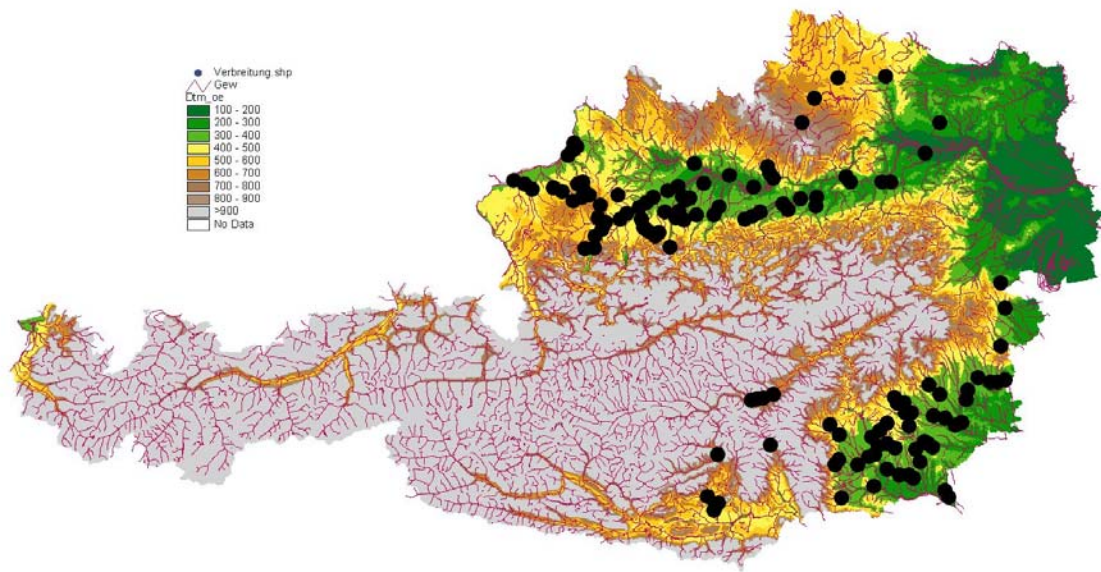 Verbreitung.shp
Gew
Dtm_oe
100 - 200
200 - 300
300 - 400
400 - 500
500 - 600
600 - 700
700 - 800
800 - 900
>900
No Data